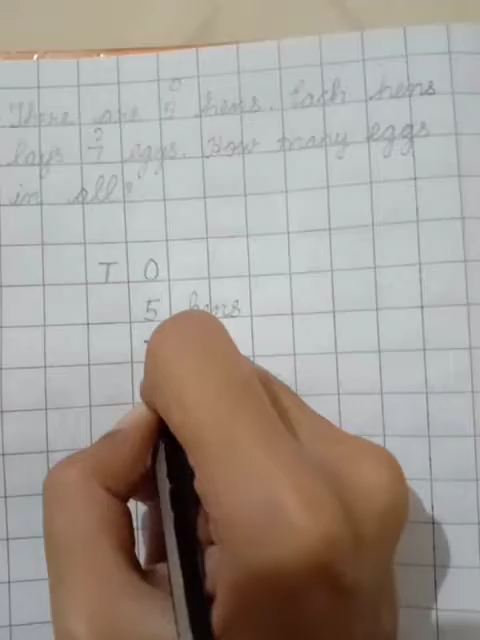 There are 5 hens. Each hens
lays 7 eggs. How many eggs
in all?
T O
5 hens